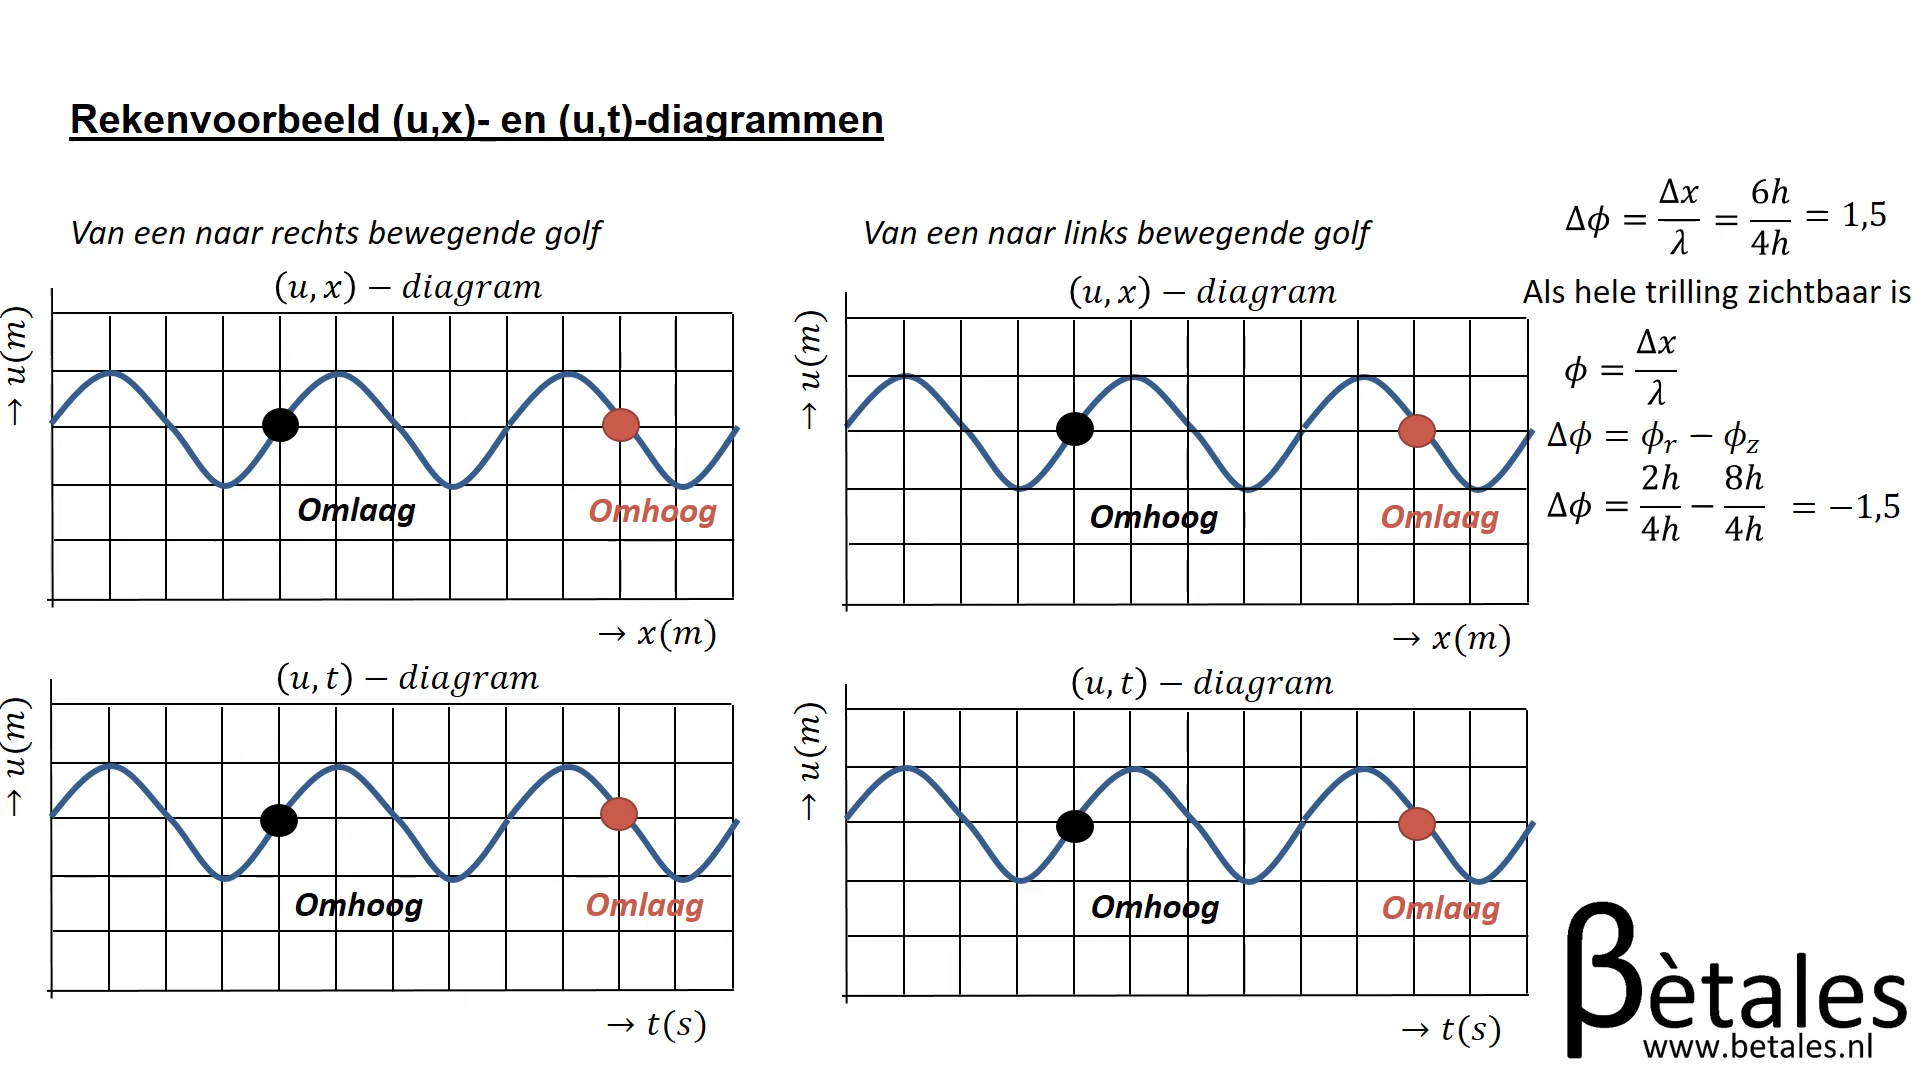 Rekenvoorbeeld (u,x)- en (u,t)-diagrammen
Van een naar rechts bewegende golf
(u, x) − diagram
→ u(m)
Omlaag
Omhoog
→ x(m)
(u, t) − diagram
→ u(m)
Omhoog
Omlaag
→ t(s)
Van een naar links bewegende golf
(u, x) − diagram
→ u(m)
Omhoog
Omlaag
→ x(m)
(u, t) − diagram
→ u(m)
Omhoog
Omlaag
→ t(s)
Δϕ = Δx/λ = 6h/4h = 1,5
Als hele trilling zichtbaar is
ϕ = Δx/λ
Δϕ = ϕr − ϕz
Δϕ = 2h/4h − 8h/4h = −1,5
βètales
www.betales.nl